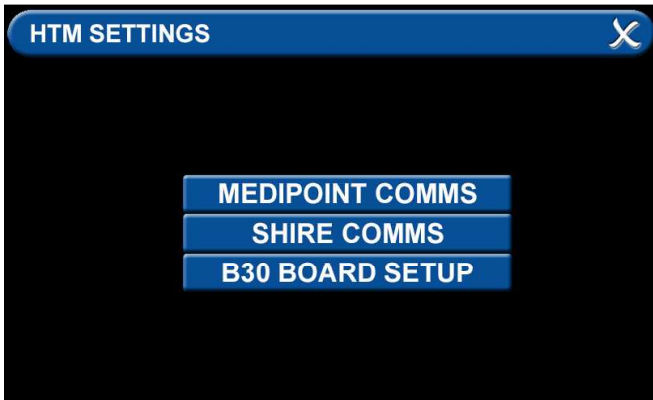 HTM SETTINGS
MEDIPOINT COMMS
SHIRE COMMS
B30 BOARD SETUP